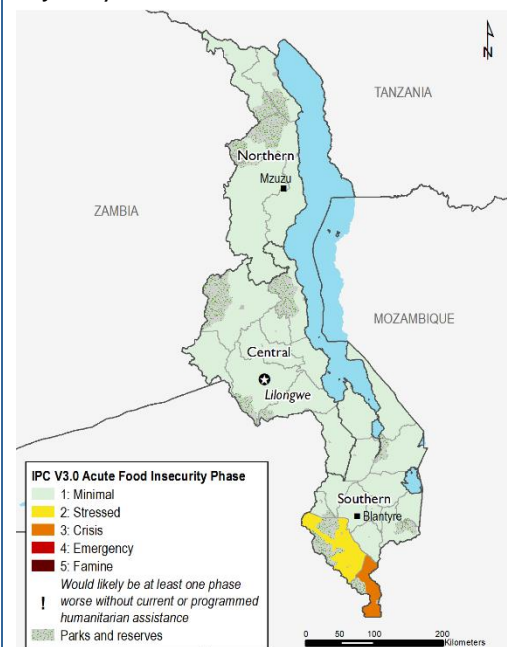 N
TANZANIA
Northern
Mzuzu
ZAMBIA
MOZAMBIQUE
Central
Lilongwe
Southern
Blantyre
IPC V3.0 Acute Food Insecurity Phase
1: Minimal
2: Stressed
3: Crisis
4: Emergency
5: Famine
Would likely be at least one phase
! worse without current or programmed
humanitarian assistance
Parks and reserves
0 50 100 200
Kilometers